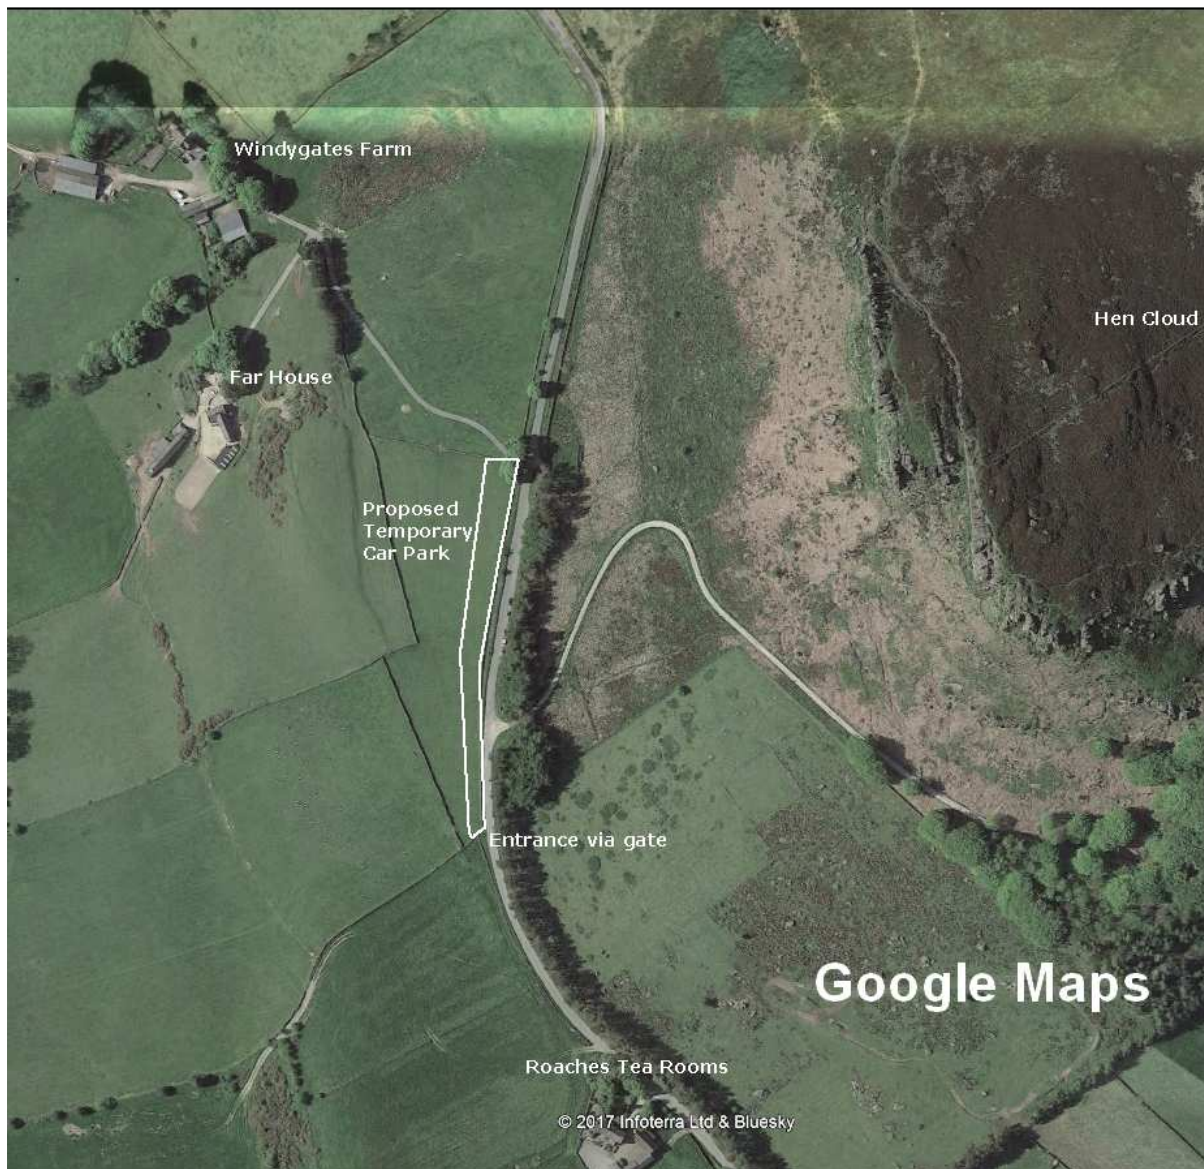 Windygates Farm
Hen Cloud
Far House
Proposed
Temporary
Car Park
Entrance via gate
Google Maps
Roaches Tea Rooms
© 2017 Infoterra Ltd & Bluesky